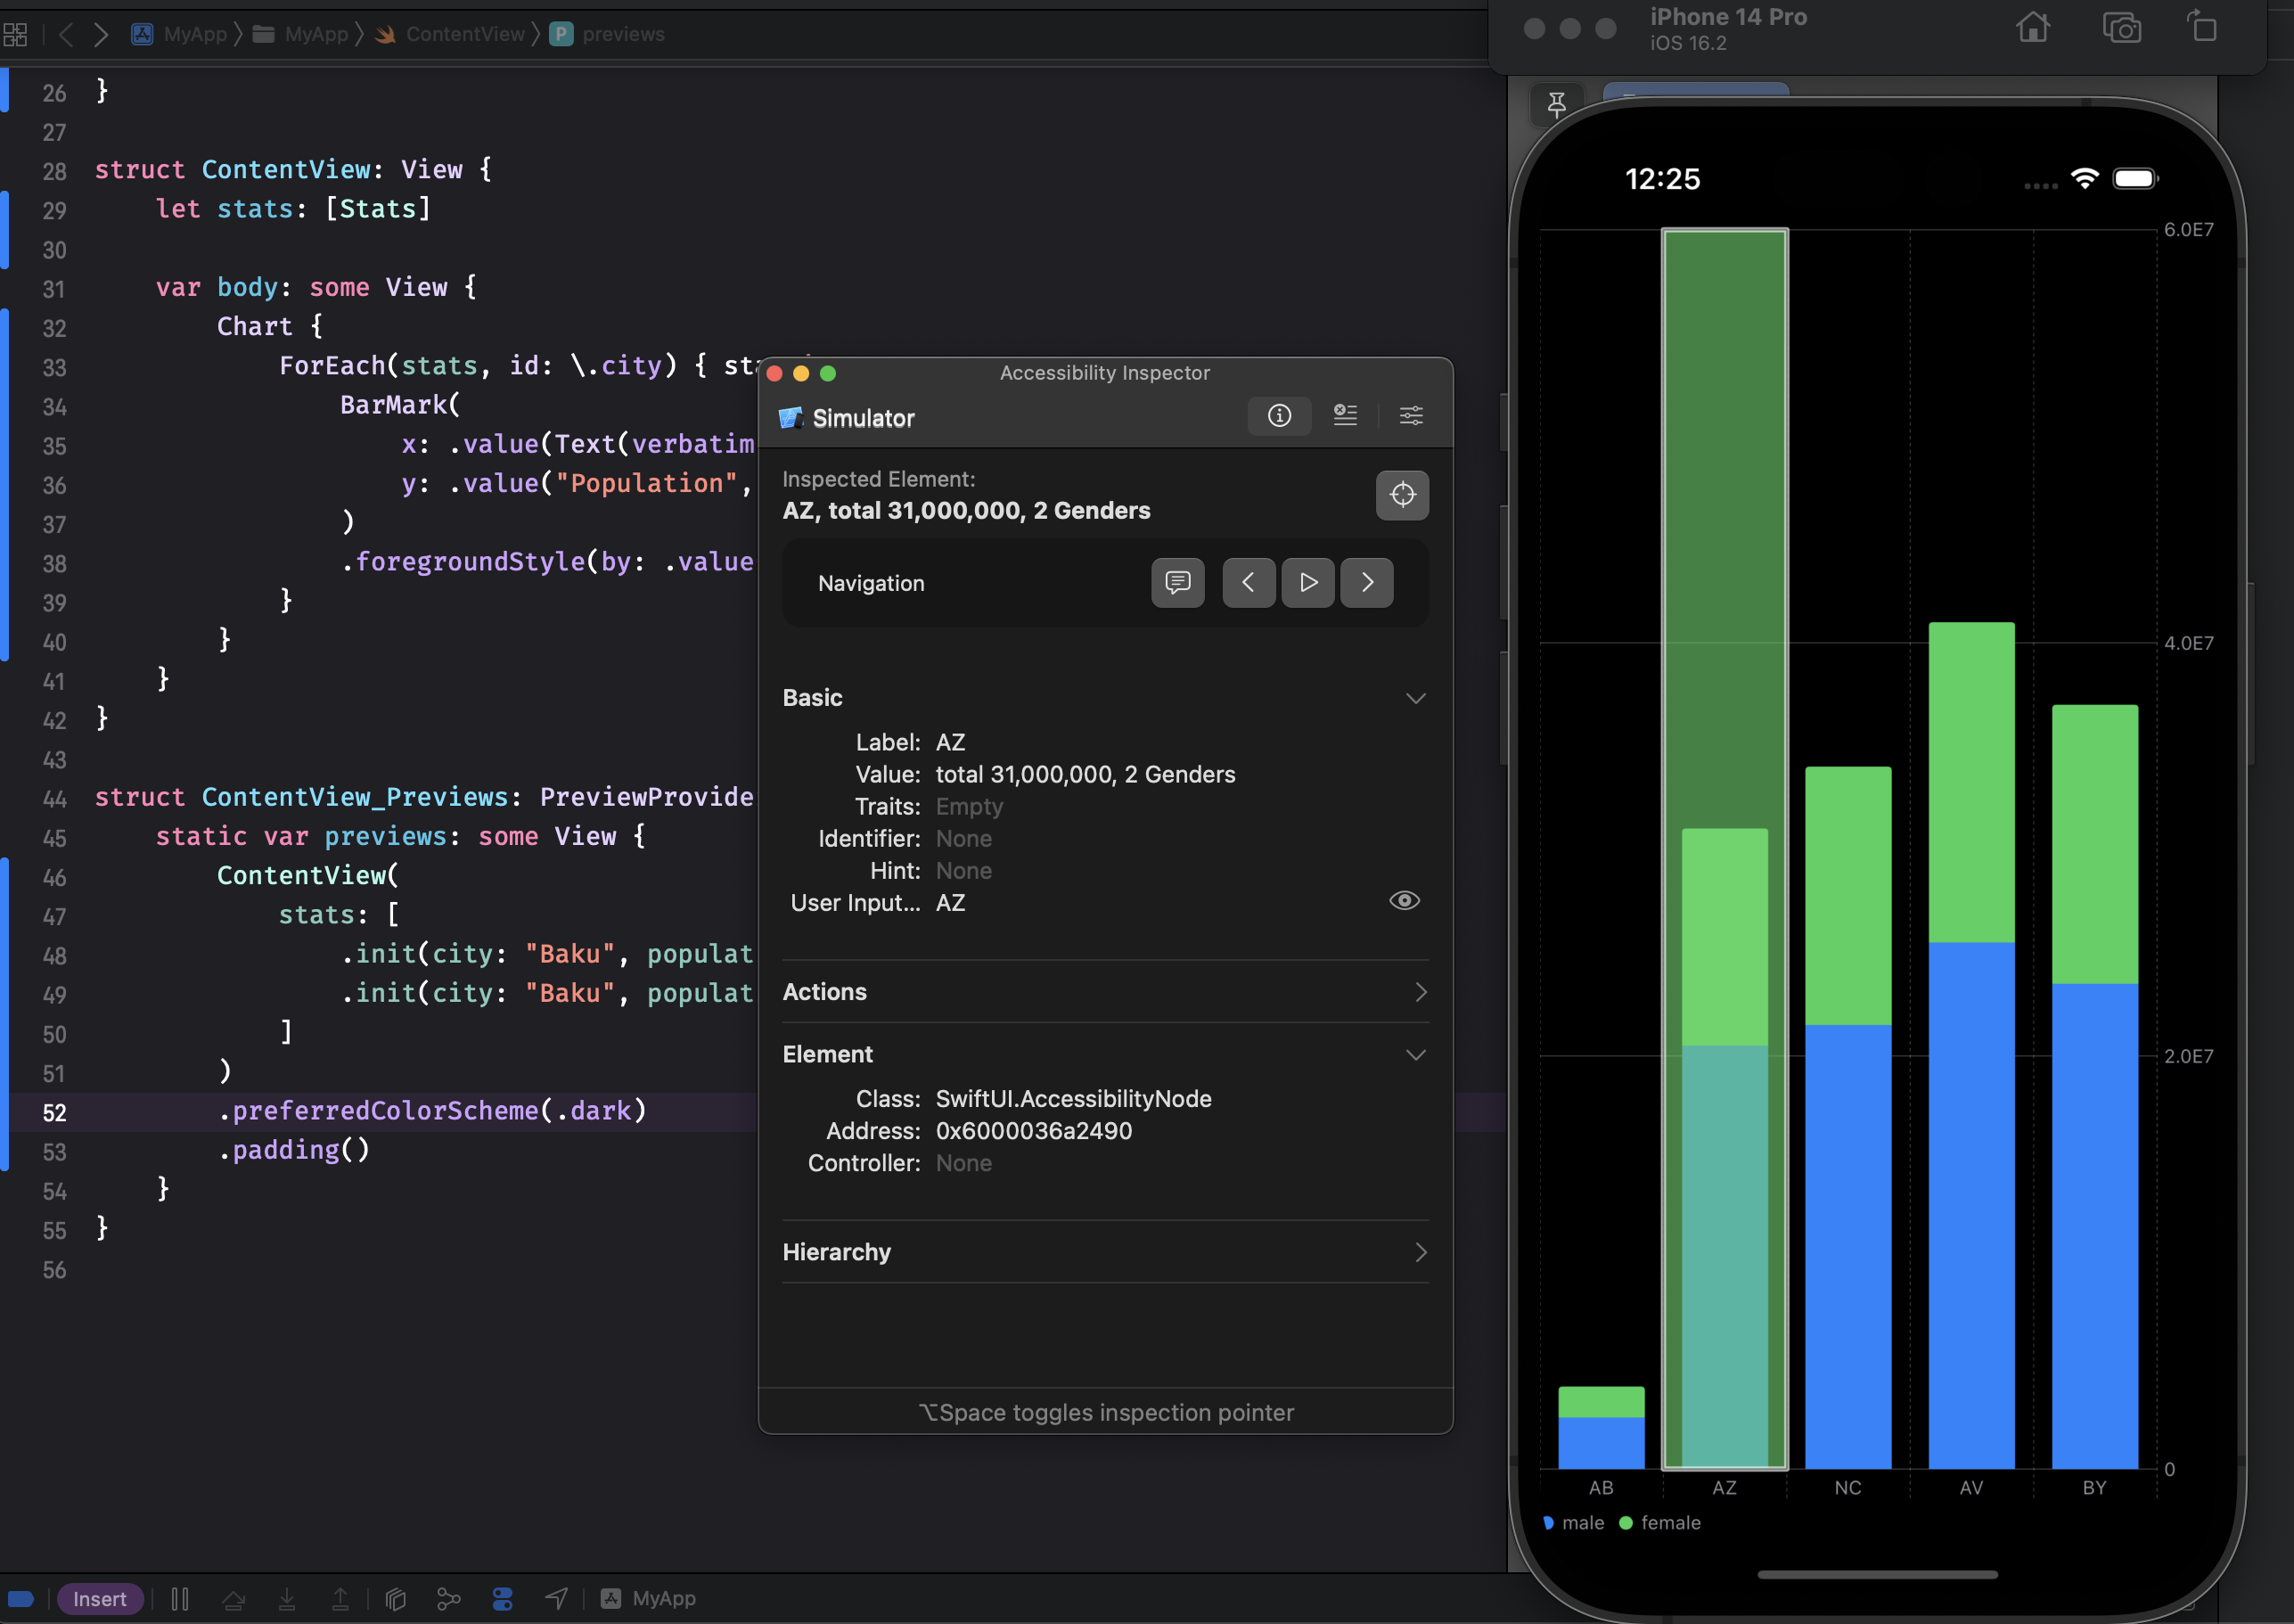 MyApp
MyApp
ContentView
P
previews
26 }
27
28 struct ContentView: View {
29 let stats: [Stats]
30
31 var body: some View {
32 Chart {
33 ForEach(stats, id: \.city) {
34 BarMark(
35 x: .value(Text(verbatim
36 y: .value("Population",
37 )
38 .foregroundStyle(by: .value
39 }
40 }
41 }
42 }
43
44 struct ContentView_Previews: PreviewProvide
45 static var previews: some View {
46 ContentView(
47 stats: [
48 .init(city: "Baku", populat
49 .init(city: "Baku", populat
50 ]
51 )
52 .preferredColorScheme(.dark)
53 .padding()
54 }
55 }
56
Insert
MyApp
Accessibility Inspector
Simulator
Inspected Element:
AZ, total 31,000,000, 2 Genders
Navigation
Basic
Label: AZ
Value: total 31,000,000, 2 Genders
Traits: Empty
Identifier: None
Hint: None
User Input... AZ
Actions
Element
Class: SwiftUI.AccessibilityNode
Address: 0x6000036a2490
Controller: None
Hierarchy
⌥Space toggles inspection pointer
iPhone 14 Pro
iOS 16.2
12:25
6.0E7
4.0E7
2.0E7
0
AB AZ NC AV BY
male female